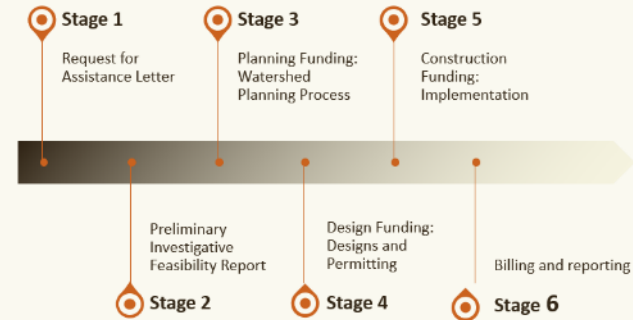 Stage 1
Request for
Assistance Letter
Stage 3
Planning Funding:
Watershed
Planning Process
Stage 5
Construction
Funding:
Implementation
Preliminary
Investigative
Feasibility Report
Stage 2
Design Funding:
Designs and
Permitting
Stage 4
Billing and reporting
Stage 6